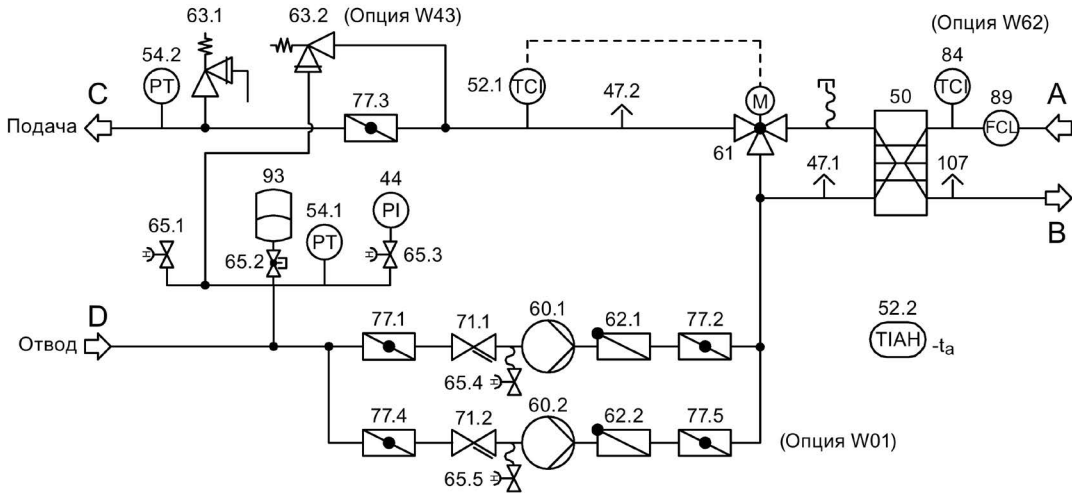 63.1
63.2
(Опция W43)
(Опция W62)
54.2
PT
C
Подача
77.3
52.1
TCI
47.2
M
61
50
84
TCI
89
FCL
A
47.1
107
B
65.1
93
65.2
54.1
PT
44
PI
65.3
D
Отвод
77.1
71.1
60.1
62.1
77.2
65.4
52.2
TIAH
-ta
77.4
71.2
60.2
62.2
77.5
65.5
(Опция W01)